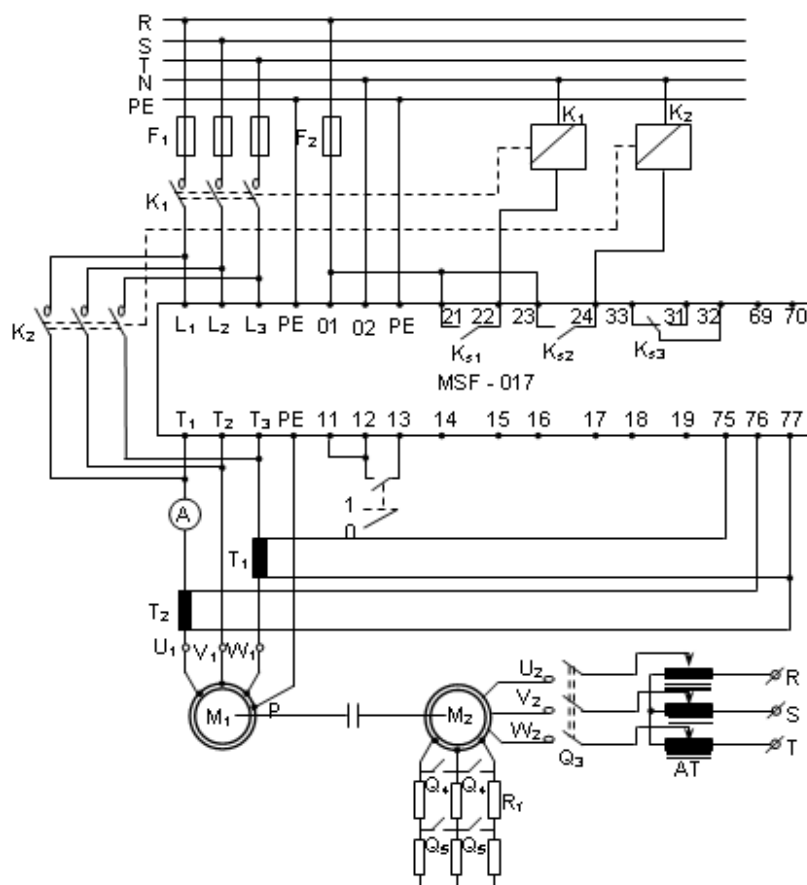 R
S
T
N
PE
F₁
F₂
K₁
K₂
K₁
K₂
L₁ L₂ L₃ PE 01 02 PE 21 22 23 24 33 31 32 69 70
Kₛ₁ Kₛ₂ Kₛ₃
MSF - 017
T₁ T₂ T₃ PE 11 12 13 14 15 16 17 18 19 75 76 77
1
0
A
T₁
T₂
U₁ V₁ W₁
M₁
P
M₂
U₂
V₂
W₂
Q₃
AT
R
S
T
Q₄ Q₄
R₁
Q₅ Q₅